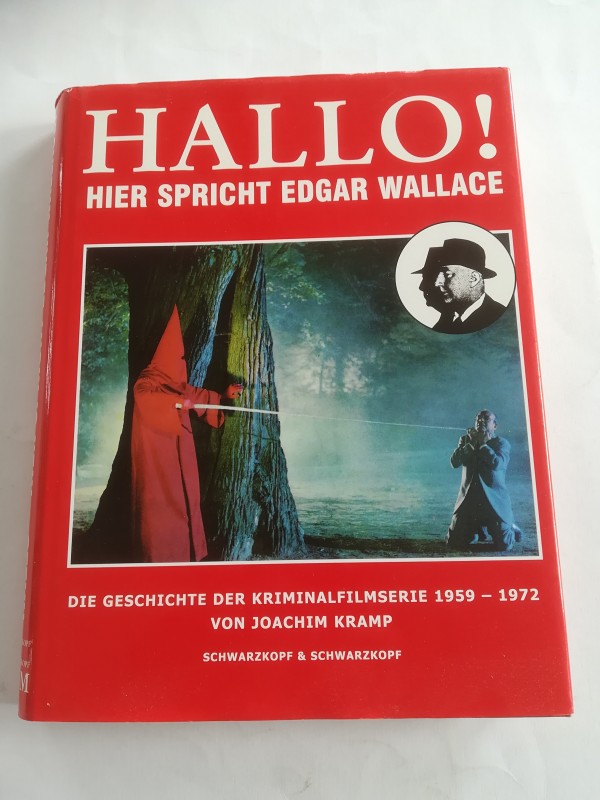 HALLO!
HIER SPRICHT EDGAR WALLACE
DIE GESCHICHTE DER KRIMINALFILMSERIE 1959 – 1972
VON JOACHIM KRAMP
SCHWARZKOPF & SCHWARZKOPF